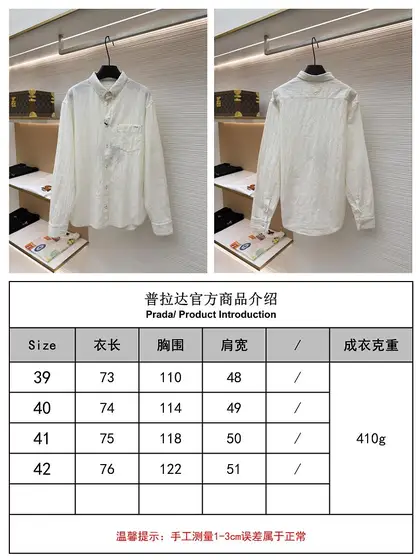 普拉达官方商品介绍
Prada/ Product Introduction
Size 衣长 胸围 肩宽 / 成衣克重
39 73 110 48 /
40 74 114 49 /
41 75 118 50 / 410g
42 76 122 51 /
温馨提示：手工测量1-3cm误差属于正常